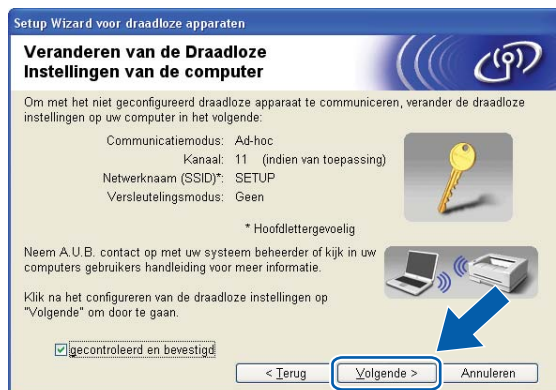 Setup Wizard voor draadloze apparaten
Veranderen van de Draadloze
Instellingen van de computer
Om met het niet geconfigureerd draadloze apparaat te communiceren, verander de draadloze
instellingen op uw computer in het volgende:
Communicatiemodus: Ad-hoc
Kanaal: 11 (indien van toepassing)
Netwerknaam (SSID)*: SETUP
Versleutelingsmodus: Geen
* Hoofdlettergevoelig
Neem A.U.B. contact op met uw systeem beheerder of kijk in uw
computers gebruikers handleiding voor meer informatie.
Klik na het configureren van de draadloze instellingen op
"Volgende" om door te gaan.
gecontroleerd en bevestigd
< Terug Volgende > Annuleren